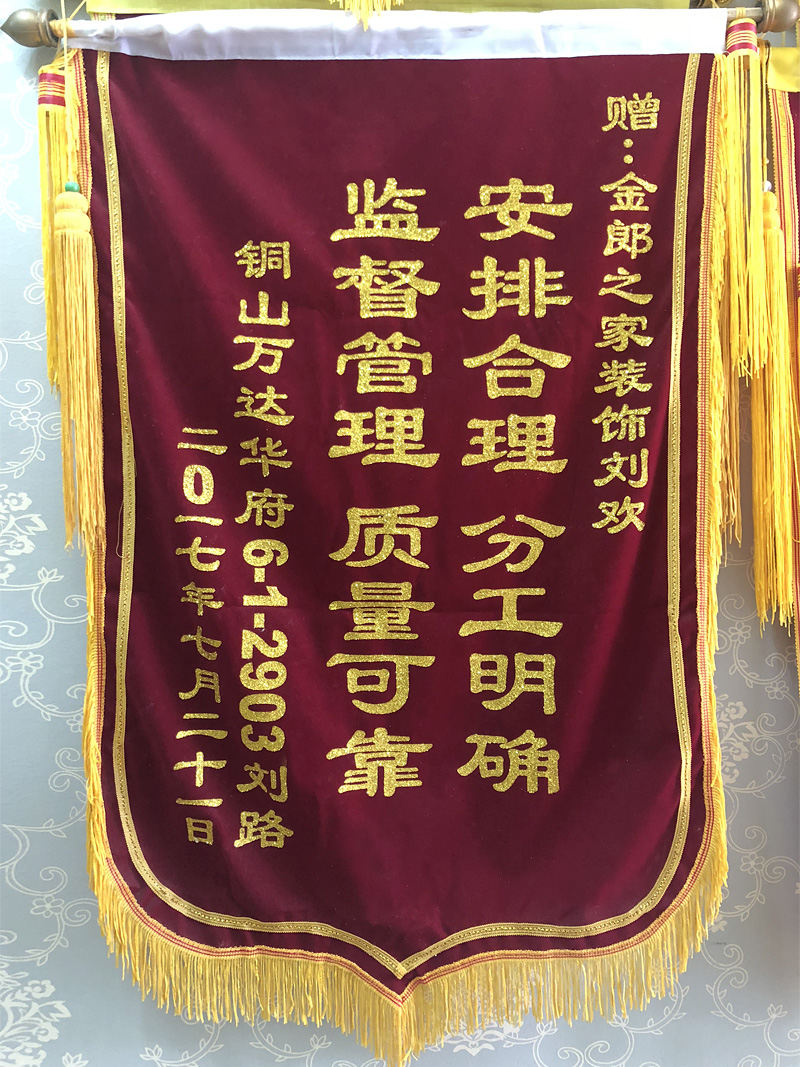 赠:金郎之家装饰刘欢
安排合理 分工明确
监督管理 质量可靠
铜山万达华府6-1-2903刘路
二0一七年七月二十一日